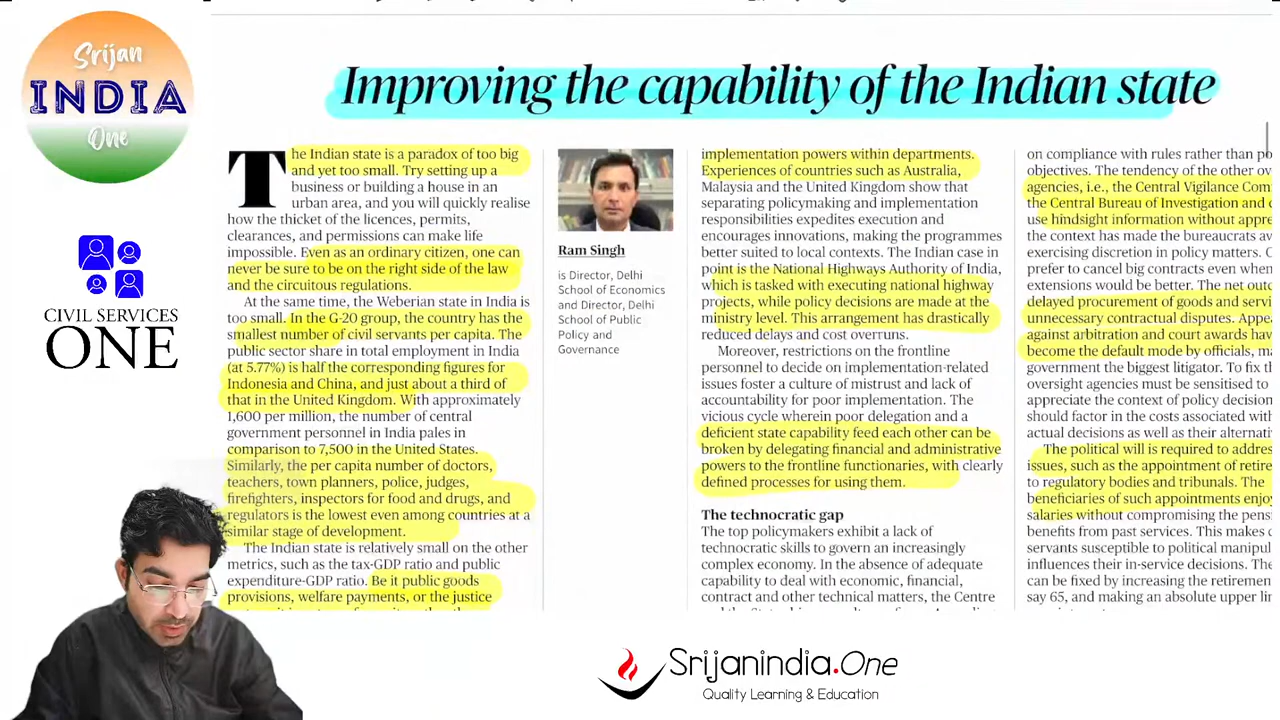 Srijan
INDIA
One
CIVIL SERVICES
ONE
Improving the capability of the Indian state
The Indian state is a paradox of too big
and yet too small. Try setting up a
business or building a house in an
urban area, and you will quickly realise
how the thicket of the licences, permits,
clearances, and permissions can make life
impossible. Even as an ordinary citizen, one can
never be sure to be on the right side of the law
and the circuitous regulations.
At the same time, the Weberian state in India is
too small. In the G-20 group, the country has the
smallest number of civil servants per capita. The
public sector share in total employment in India
(at 5.77%) is half the corresponding figures for
Indonesia and China, and just about a third of
that in the United Kingdom. With approximately
1,600 per million, the number of central
government personnel in India pales in
comparison to 7,500 in the United States.
Similarly, the per capita number of doctors,
teachers, town planners, police, judges,
firefighters, inspectors for food and drugs, and
regulators is the lowest even among countries at a
similar stage of development.
The Indian state is relatively small on the other
metrics, such as the tax-GDP ratio and public
expenditure-GDP ratio. Be it public goods
provisions, welfare payments, or the justice
Ram Singh
is Director, Delhi
School of Economics
and Director, Delhi
School of Public
Policy and
Governance
implementation powers within departments.
Experiences of countries such as Australia,
Malaysia and the United Kingdom show that
separating policymaking and implementation
responsibilities expedites execution and
encourages innovations, making the programmes
better suited to local contexts. The Indian case in
point is the National Highways Authority of India,
which is tasked with executing national highway
projects, while policy decisions are made at the
ministry level. This arrangement has drastically
reduced delays and cost overruns.
Moreover, restrictions on the frontline
personnel to decide on implementation-related
issues foster a culture of mistrust and lack of
accountability for poor implementation. The
vicious cycle wherein poor delegation and a
deficient state capability feed each other can be
broken by delegating financial and administrative
powers to the frontline functionaries, with clearly
defined processes for using them.
The technocratic gap
The top policymakers exhibit a lack of
technocratic skills to govern an increasingly
complex economy. In the absence of adequate
capability to deal with economic, financial,
contract and other technical matters, the Centre
on compliance with rules rather than po
objectives. The tendency of the other ov
agencies, i.e., the Central Vigilance Com
the Central Bureau of Investigation and
use hindsight information without appre
the context has made the bureaucrats av
exercising discretion in policy matters.
prefer to cancel big contracts even when
extensions would be better. The net outc
delayed procurement of goods and servi
unnecessary contractual disputes. Appea
against arbitration and court awards hav
become the default mode by officials, ma
government the biggest litigator. To fix th
oversight agencies must be sensitised to
appreciate the context of policy decision
should factor in the costs associated with
actual decisions as well as their alternati
The political will is required to addres
issues, such as the appointment of retire
to regulatory bodies and tribunals. The
beneficiaries of such appointments enjoy
salaries without compromising the pensi
benefits from past services. This makes c
servants susceptible to political manipul
influences their in-service decisions. The
can be fixed by increasing the retirement
say 65, and making an absolute upper lim
Srijanindia.One
Quality Learning & Education